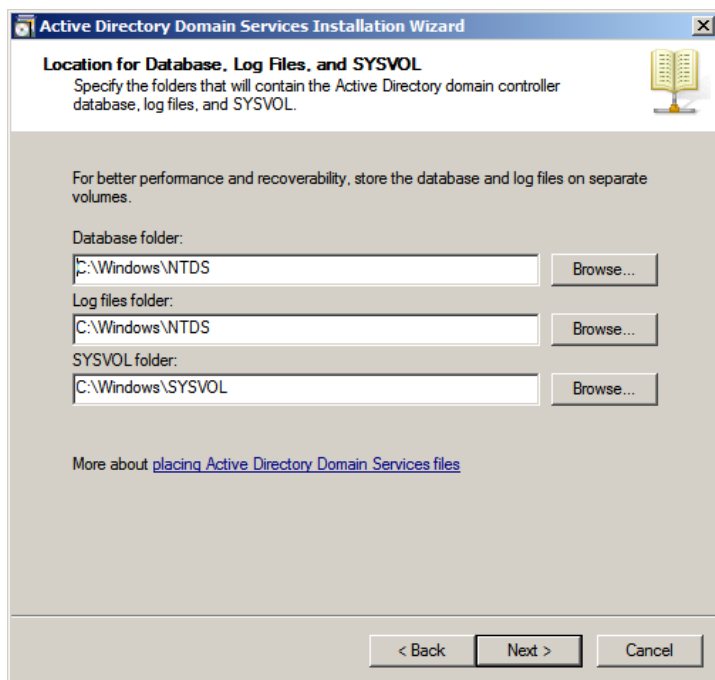 Active Directory Domain Services Installation Wizard
Location for Database, Log Files, and SYSVOL
Specify the folders that will contain the Active Directory domain controller
database, log files, and SYSVOL.
For better performance and recoverability, store the database and log files on separate
volumes.
Database folder:
C:\Windows\NTDS
Browse...
Log files folder:
C:\Windows\NTDS
Browse...
SYSVOL folder:
C:\Windows\SYSVOL
Browse...
More about placing Active Directory Domain Services files
< Back Next > Cancel